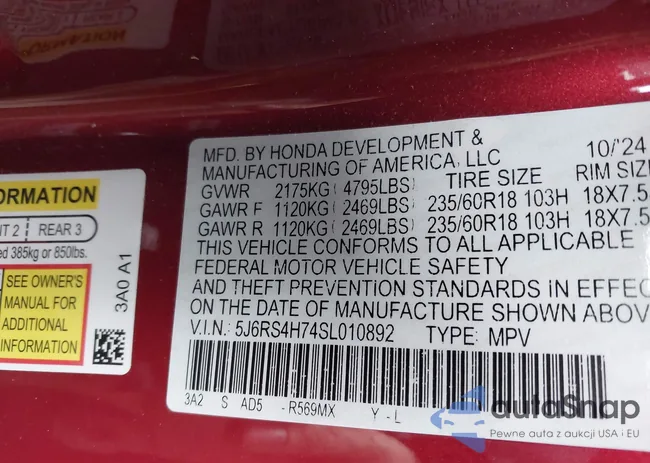 ORMATION
T 2 REAR 3
ed 385kg or 850lbs.
SEE OWNER'S
MANUAL FOR
ADDITIONAL
INFORMATION
3A0 A1
MFD. BY HONDA DEVELOPMENT & 10/'24
MANUFACTURING OF AMERICA, LLC
TIRE SIZE RIM SIZE
GVWR 2175KG( 4795LBS)
GAWR F 1120KG( 2469LBS) 235/60R18 103H 18X7.5
GAWR R 1120KG( 2469LBS) 235/60R18 103H 18X7.5
THIS VEHICLE CONFORMS TO ALL APPLICABLE
FEDERAL MOTOR VEHICLE SAFETY
AND THEFT PREVENTION STANDARDS IN EFFEC
ON THE DATE OF MANUFACTURE SHOWN ABOV
V.I.N.: 5J6RS4H74SL010892 TYPE: MPV
3A2 S AD5 - R569MX Y - L
autoSnap
Pewne auta z aukcji USA i EU